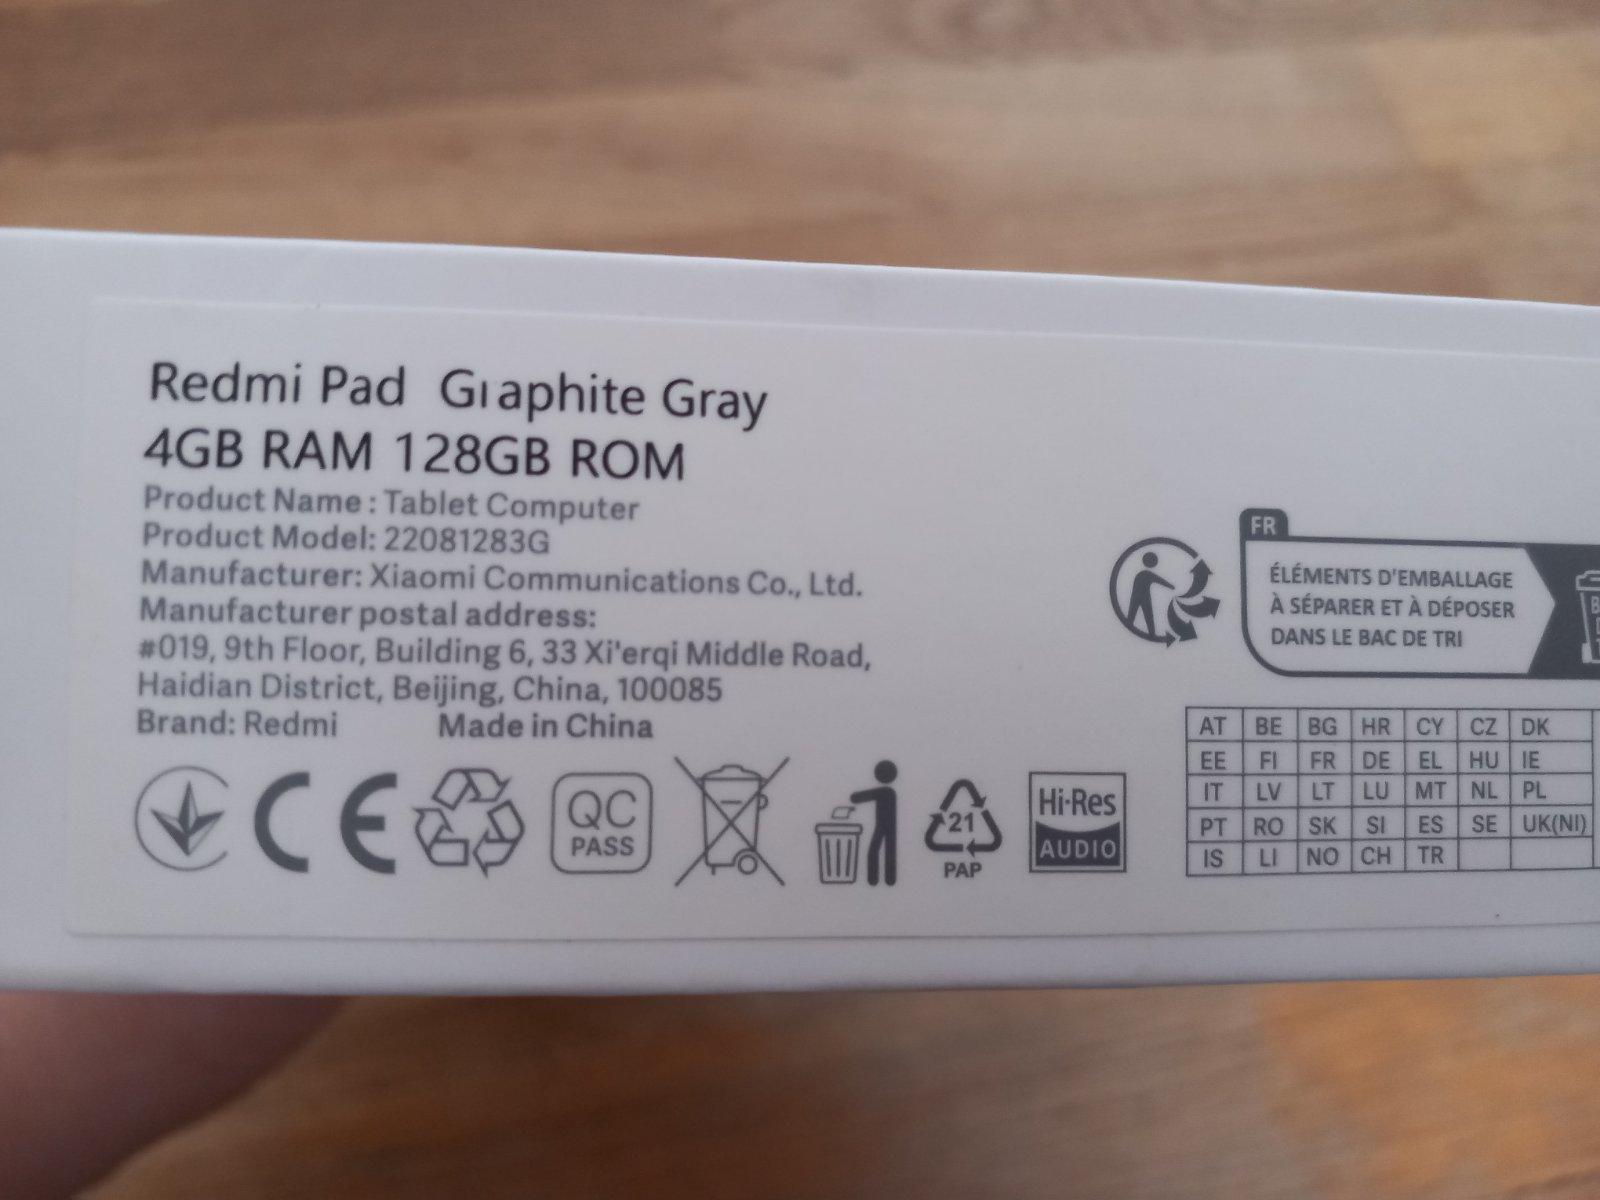 Redmi Pad  Graphite Gray
4GB RAM 128GB ROM
Product Name : Tablet Computer
Product Model: 22081283G
Manufacturer: Xiaomi Communications Co., Ltd.
Manufacturer postal address:
#019, 9th Floor, Building 6, 33 Xi'erqi Middle Road,
Haidian District, Beijing, China, 100085
Brand: Redmi Made in China
CE
QC
PASS
21
PAP
Hi-Res
AUDIO
FR
ÉLÉMENTS D'EMBALLAGE
À SÉPARER ET À DÉPOSER
DANS LE BAC DE TRI
AT BE BG HR CY CZ DK
EE FI FR DE EL HU IE
IT LV LT LU MT NL PL
PT RO SK SI ES SE UK(NI)
IS LI NO CH TR